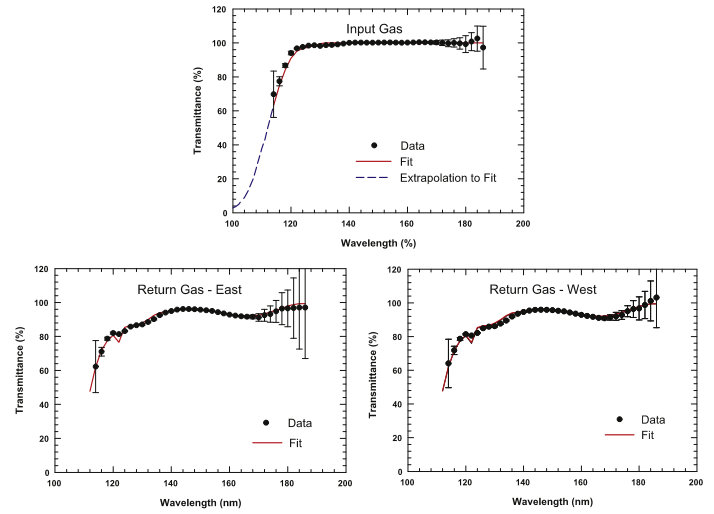 Input Gas
120
100
80
60
40
20
0
Transmittance (%)
Data
Fit
Extrapolation to Fit
100 120 140 160 180 200
Wavelength (%)
Return Gas - East
120
100
80
60
40
20
0
Transmittance (%)
Data
Fit
100 120 140 160 180 200
Wavelength (nm)
Return Gas - West
120
100
80
60
40
20
0
Transmittance (%)
Data
Fit
100 120 140 160 180 200
Wavelength (nm)